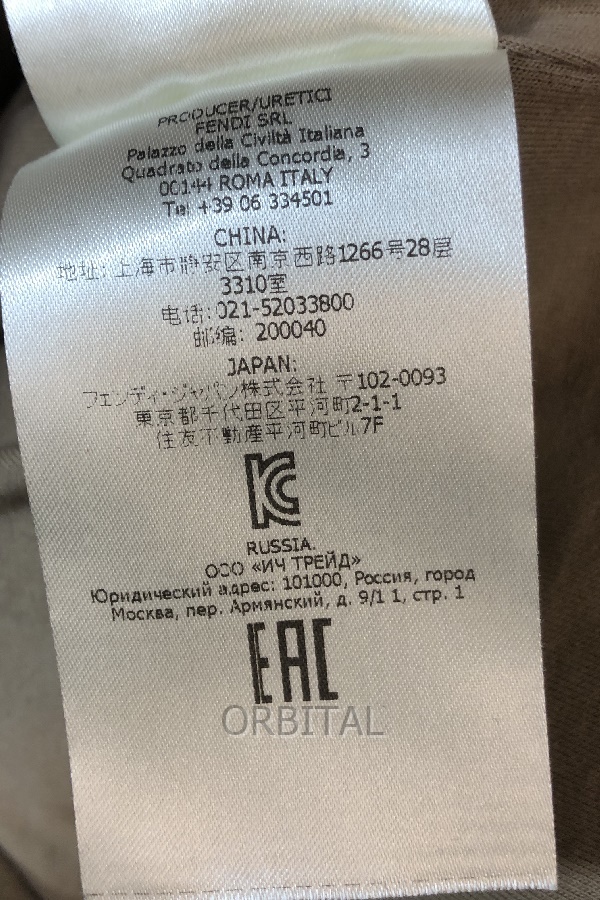 PRODUCER/URETICI
FENDI SRL
Palazzo della Civiltà Italiana
Quadrato della Concordia, 3
00144 ROMA ITALY
Tel +39 06 334501
CHINA:
地址: 上海市静安区南京西路1266号28层
3310室
电话: 021-52033800
邮编: 200040
JAPAN:
フェンディ・ジャパン株式会社 〒102-0093
東京都千代田区平河町2-1-1
住友不動産平河町ビル7F
KC
RUSSIA.
ООО «ИЧ ТРЕЙД»
Юридический адрес: 101000, Россия, город
Москва, пер. Армянский, д. 9/1 1, стр. 1
EAC
ORBITAL